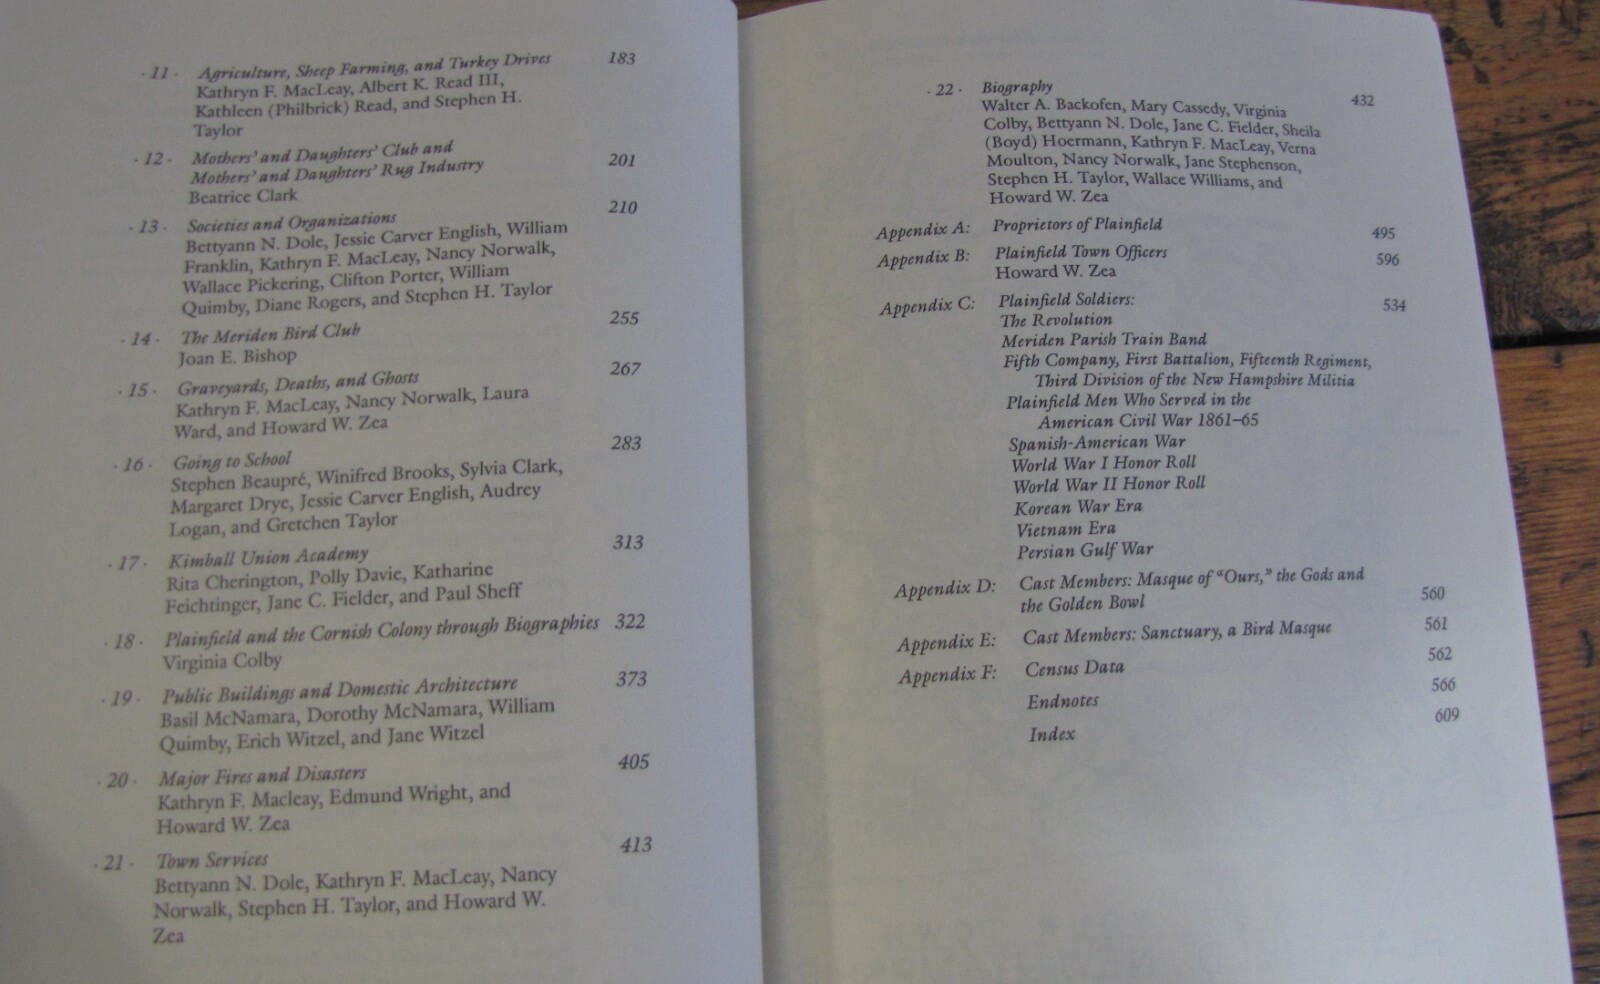 · 11 · Agriculture, Sheep Farming, and Turkey Drives 183
Kathryn F. MacLeay, Albert K. Read III,
Kathleen (Philbrick) Read, and Stephen H.
Taylor
· 12 · Mothers' and Daughters' Club and
Mothers' and Daughters' Rug Industry 201
Beatrice Clark
· 13 · Societies and Organizations 210
Bettyann N. Dole, Jessie Carver English, William
Franklin, Kathryn F. MacLeay, Nancy Norwalk,
Wallace Pickering, Clifton Porter, William
Quimby, Diane Rogers, and Stephen H. Taylor
· 14 · The Meriden Bird Club 255
Joan E. Bishop
· 15 · Graveyards, Deaths, and Ghosts 267
Kathryn F. MacLeay, Nancy Norwalk, Laura
Ward, and Howard W. Zea
· 16 · Going to School 283
Stephen Beaupré, Winifred Brooks, Sylvia Clark,
Margaret Drye, Jessie Carver English, Audrey
Logan, and Gretchen Taylor
· 17 · Kimball Union Academy 313
Rita Cherington, Polly Davie, Katharine
Feichtinger, Jane C. Fielder, and Paul Sheff
· 18 · Plainfield and the Cornish Colony through Biographies 322
Virginia Colby
· 19 · Public Buildings and Domestic Architecture 373
Basil McNamara, Dorothy McNamara, William
Quimby, Erich Witzel, and Jane Witzel
· 20 · Major Fires and Disasters 405
Kathryn F. Macleay, Edmund Wright, and
Howard W. Zea
· 21 · Town Services 413
Bettyann N. Dole, Kathryn F. MacLeay, Nancy
Norwalk, Stephen H. Taylor, and Howard W.
Zea
· 22 · Biography 432
Walter A. Backofen, Mary Cassedy, Virginia
Colby, Bettyann N. Dole, Jane C. Fielder, Sheila
(Boyd) Hoermann, Kathryn F. MacLeay, Verna
Moulton, Nancy Norwalk, Jane Stephenson,
Stephen H. Taylor, Wallace Williams, and
Howard W. Zea
Appendix A: Proprietors of Plainfield 495
Appendix B: Plainfield Town Officers 596
Howard W. Zea
Appendix C: Plainfield Soldiers: 534
The Revolution
Meriden Parish Train Band
Fifth Company, First Battalion, Fifteenth Regiment,
Third Division of the New Hampshire Militia
Plainfield Men Who Served in the
American Civil War 1861–65
Spanish-American War
World War I Honor Roll
World War II Honor Roll
Korean War Era
Vietnam Era
Persian Gulf War
Appendix D: Cast Members: Masque of "Ours," the Gods and
the Golden Bowl 560
Appendix E: Cast Members: Sanctuary, a Bird Masque 561
Appendix F: Census Data 562
Endnotes 566
Index 609